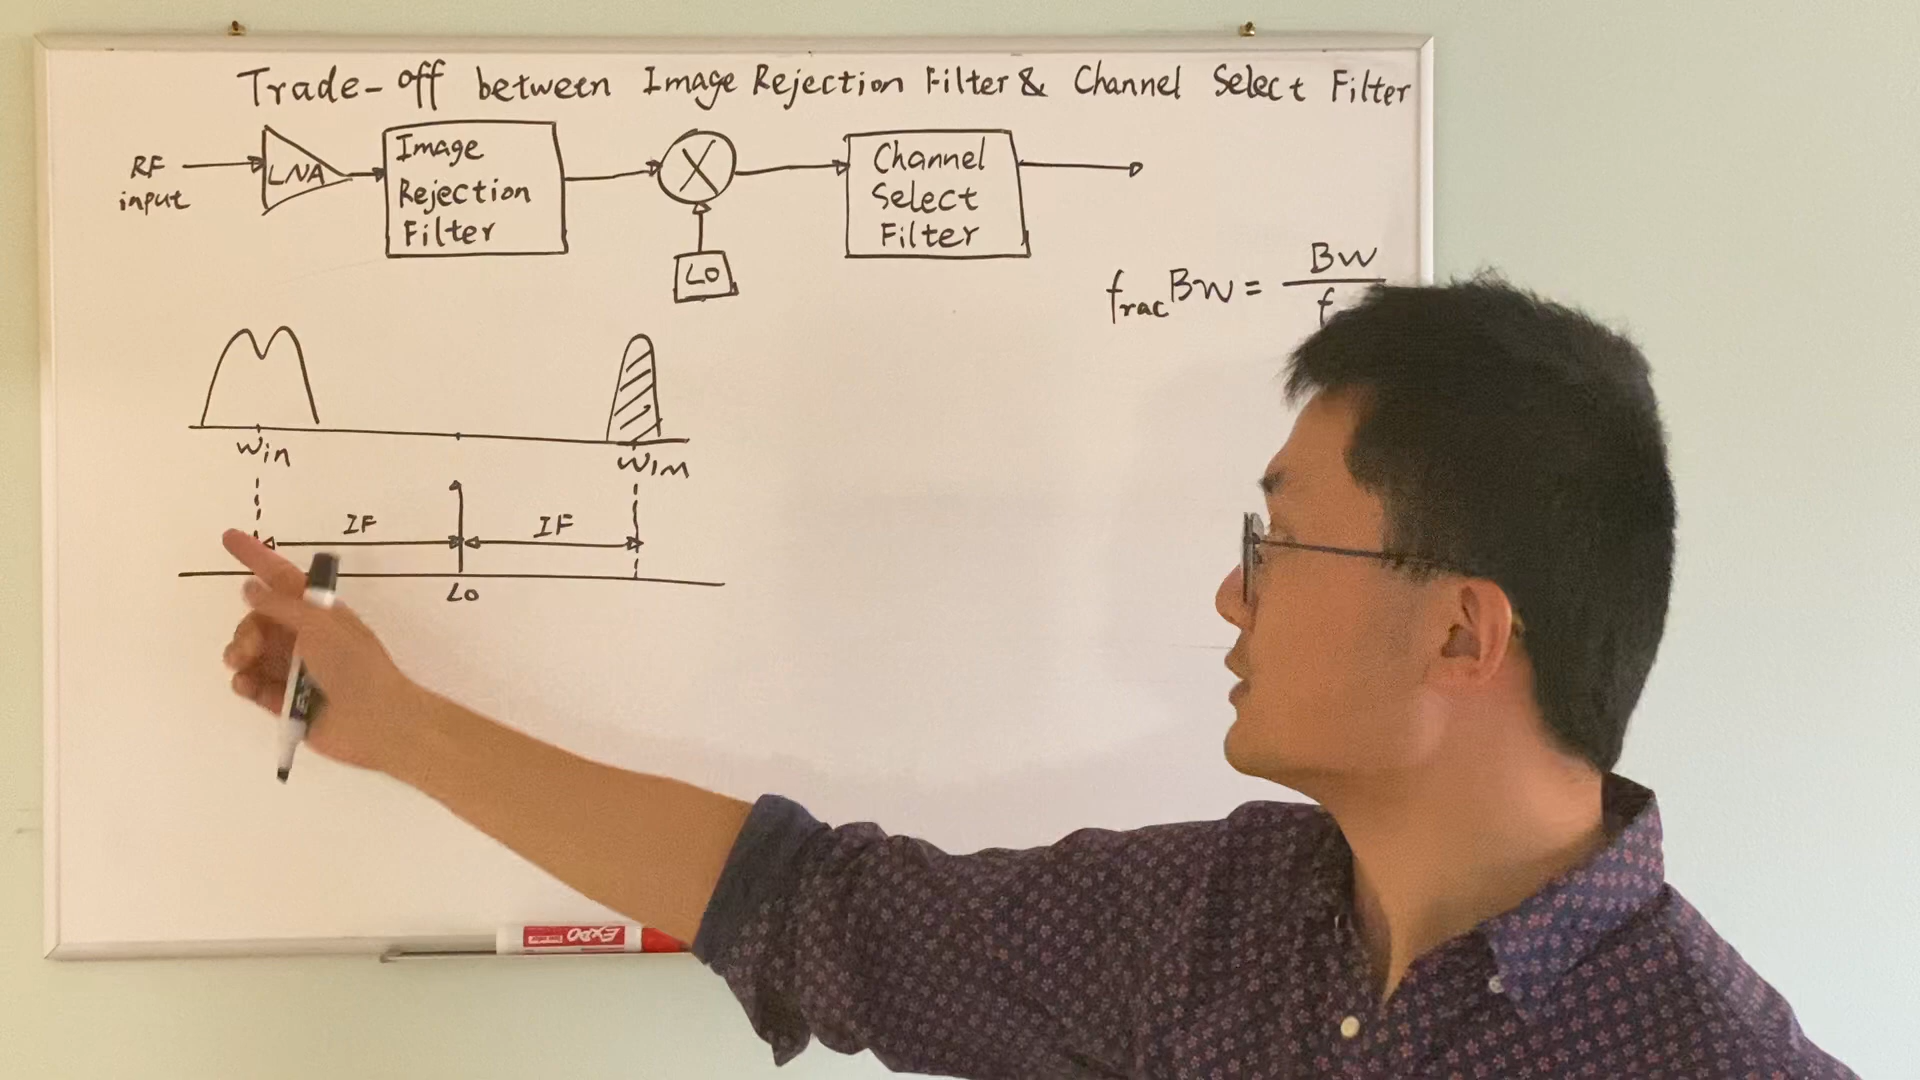 Trade-off between Image Rejection Filter & Channel Select Filter
RF
input
LNA
Image
Rejection
Filter
X
LO
Channel
Select
Filter
fracBW = BW
f
Win
WIM
IF
IF
LO
EXPO